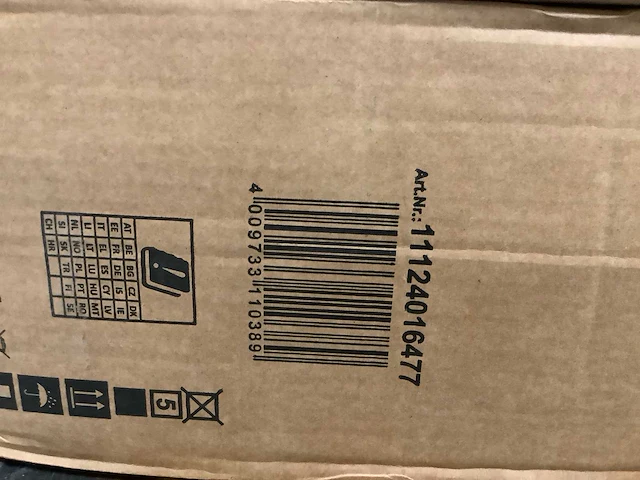 Art.Nr.: 11124016477
4 009733 110389
AT BE BG CZ DK
EE FR DE IS IE
IT ES CY LV
LI LT LU HU MT
NL NO PL PT RO
SI SK TR FI SE
CH HR
5